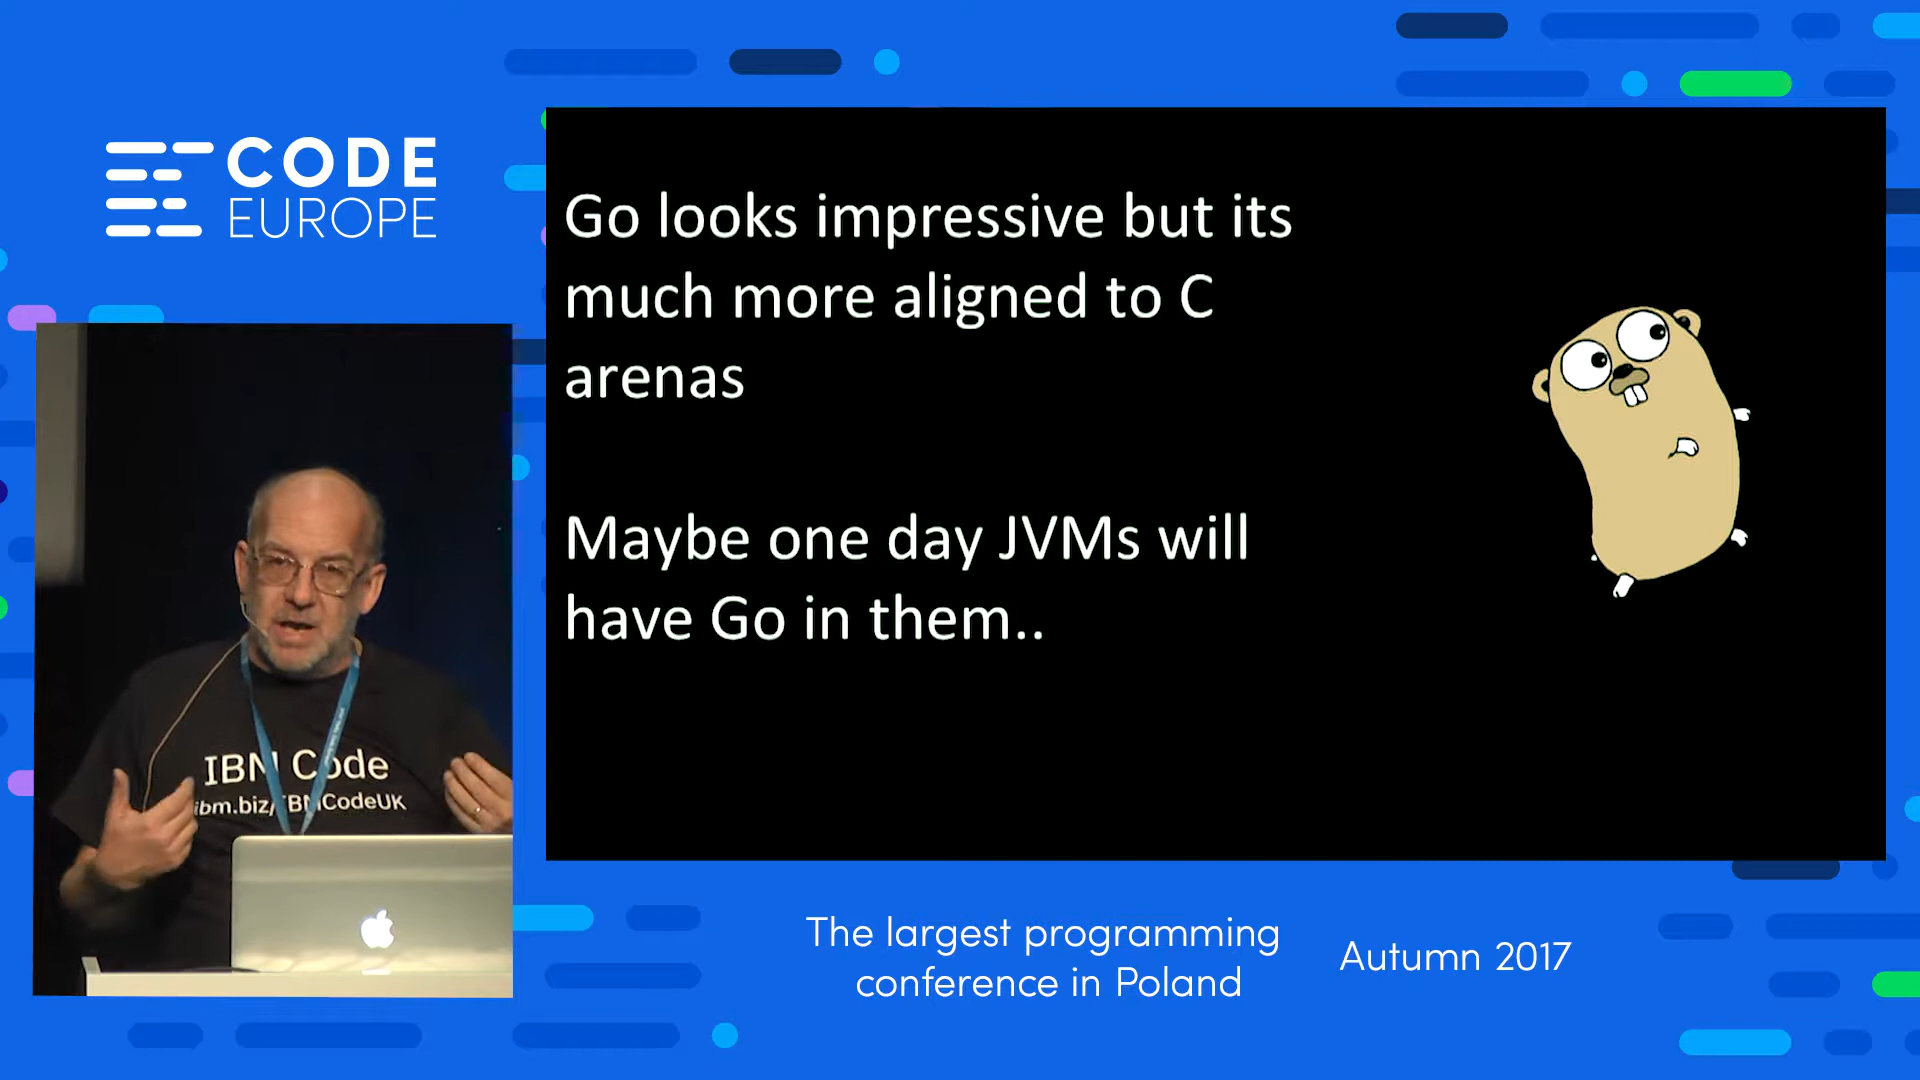 CODE
EUROPE
Go looks impressive but its
much more aligned to C
arenas
Maybe one day JVMs will
have Go in them..
IBM Code
ibm.biz/IBMCodeUK
The largest programming
conference in Poland
Autumn 2017